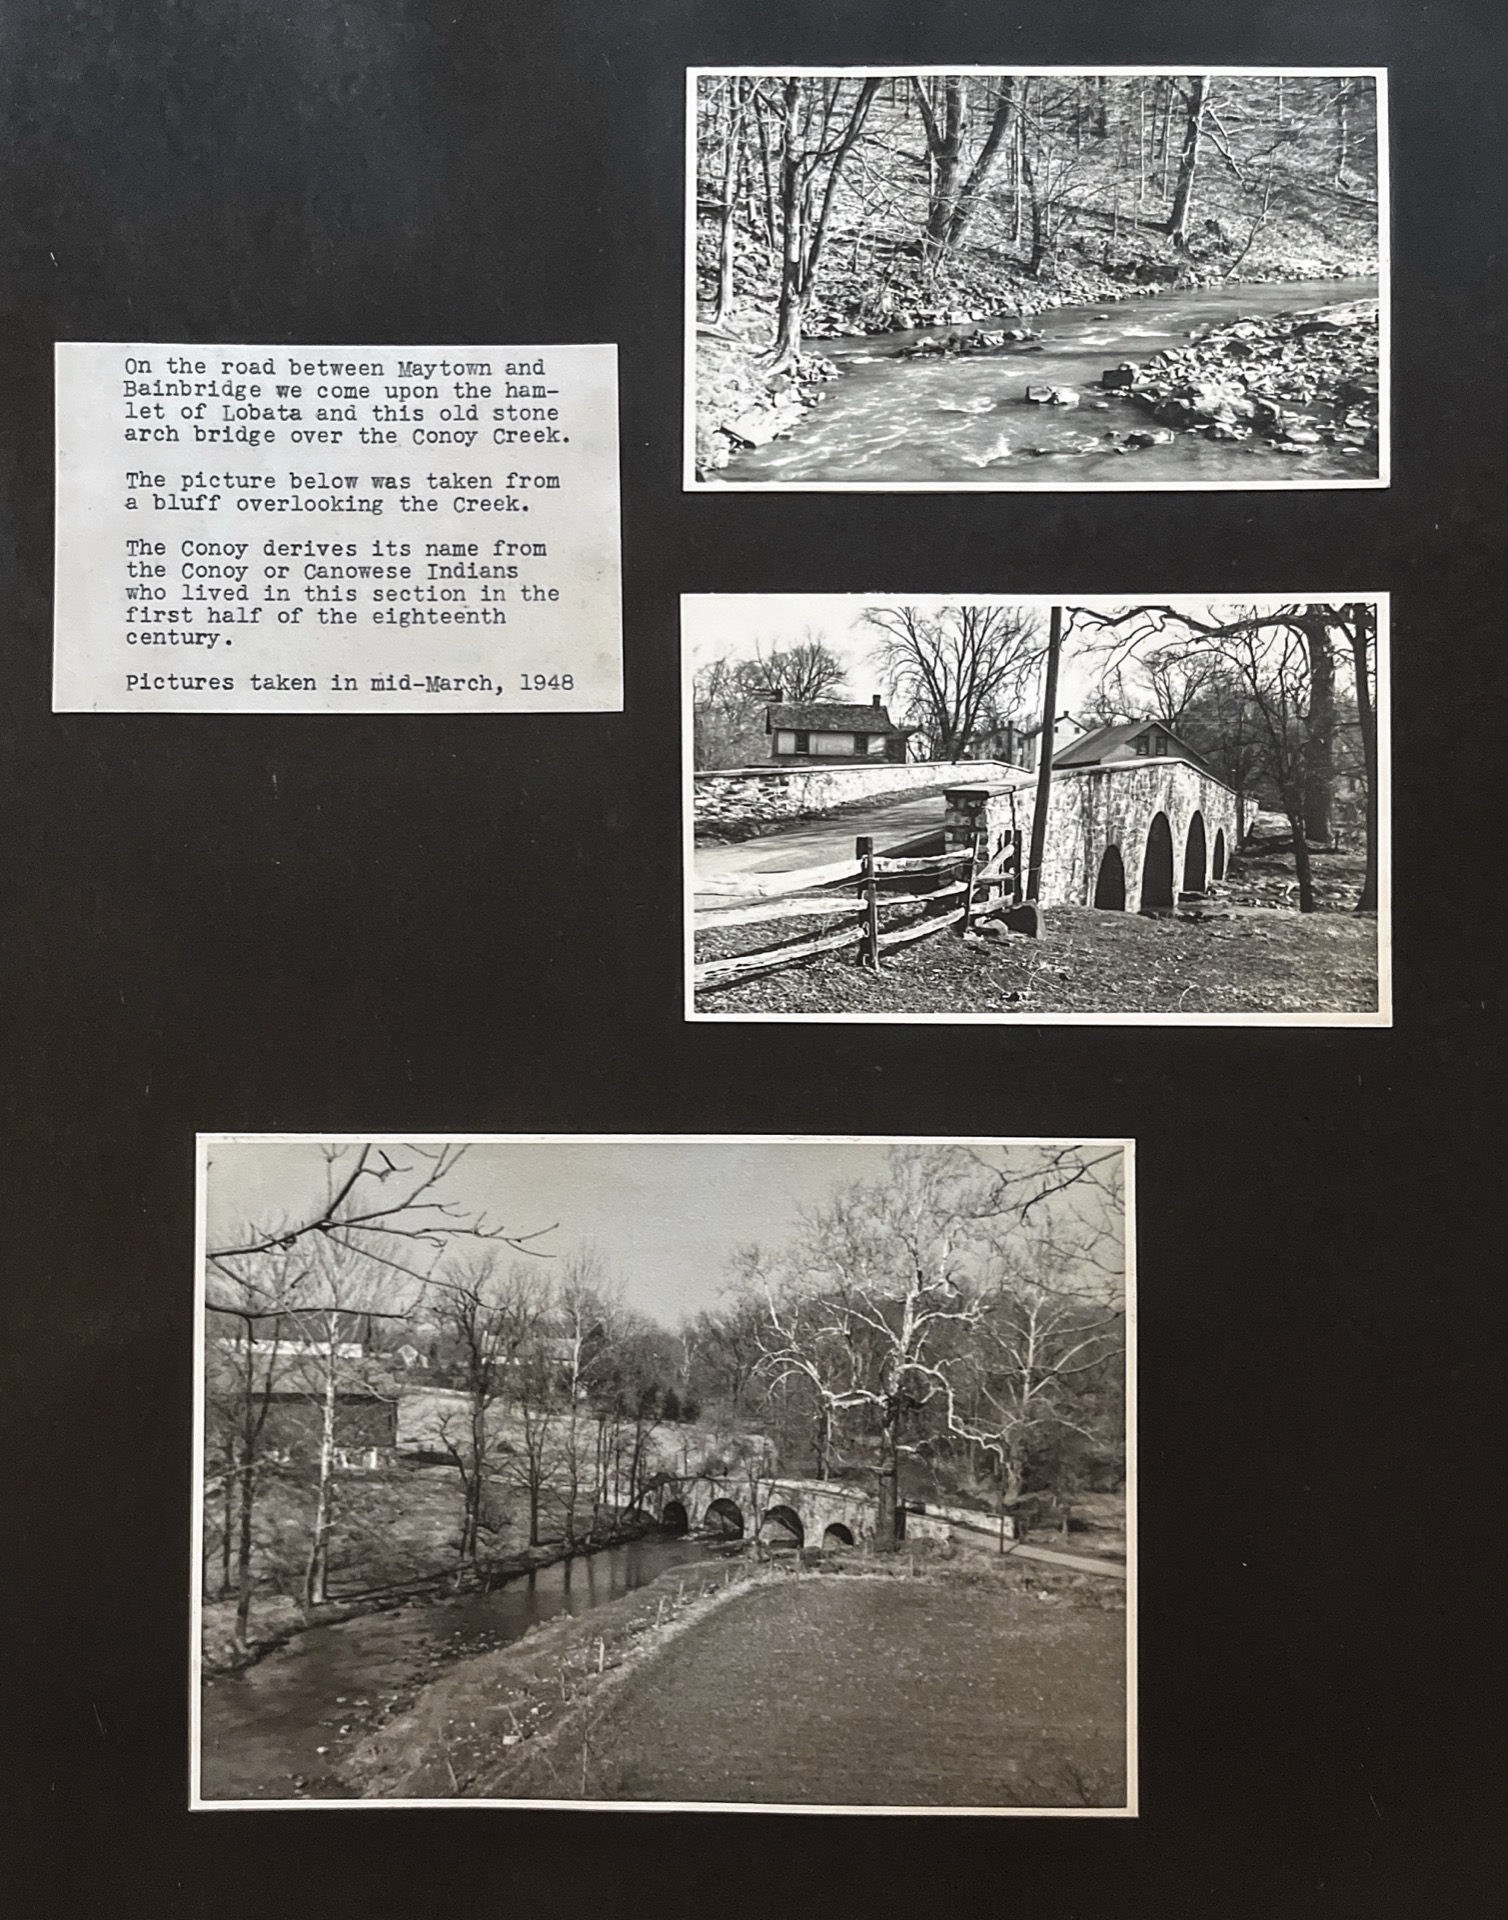 On the road between Maytown and
Bainbridge we come upon the ham-
let of Lobata and this old stone
arch bridge over the Conoy Creek.
The picture below was taken from
a bluff overlooking the Creek.
The Conoy derives its name from
the Conoy or Canowese Indians
who lived in this section in the
first half of the eighteenth
century.
Pictures taken in mid-March, 1948